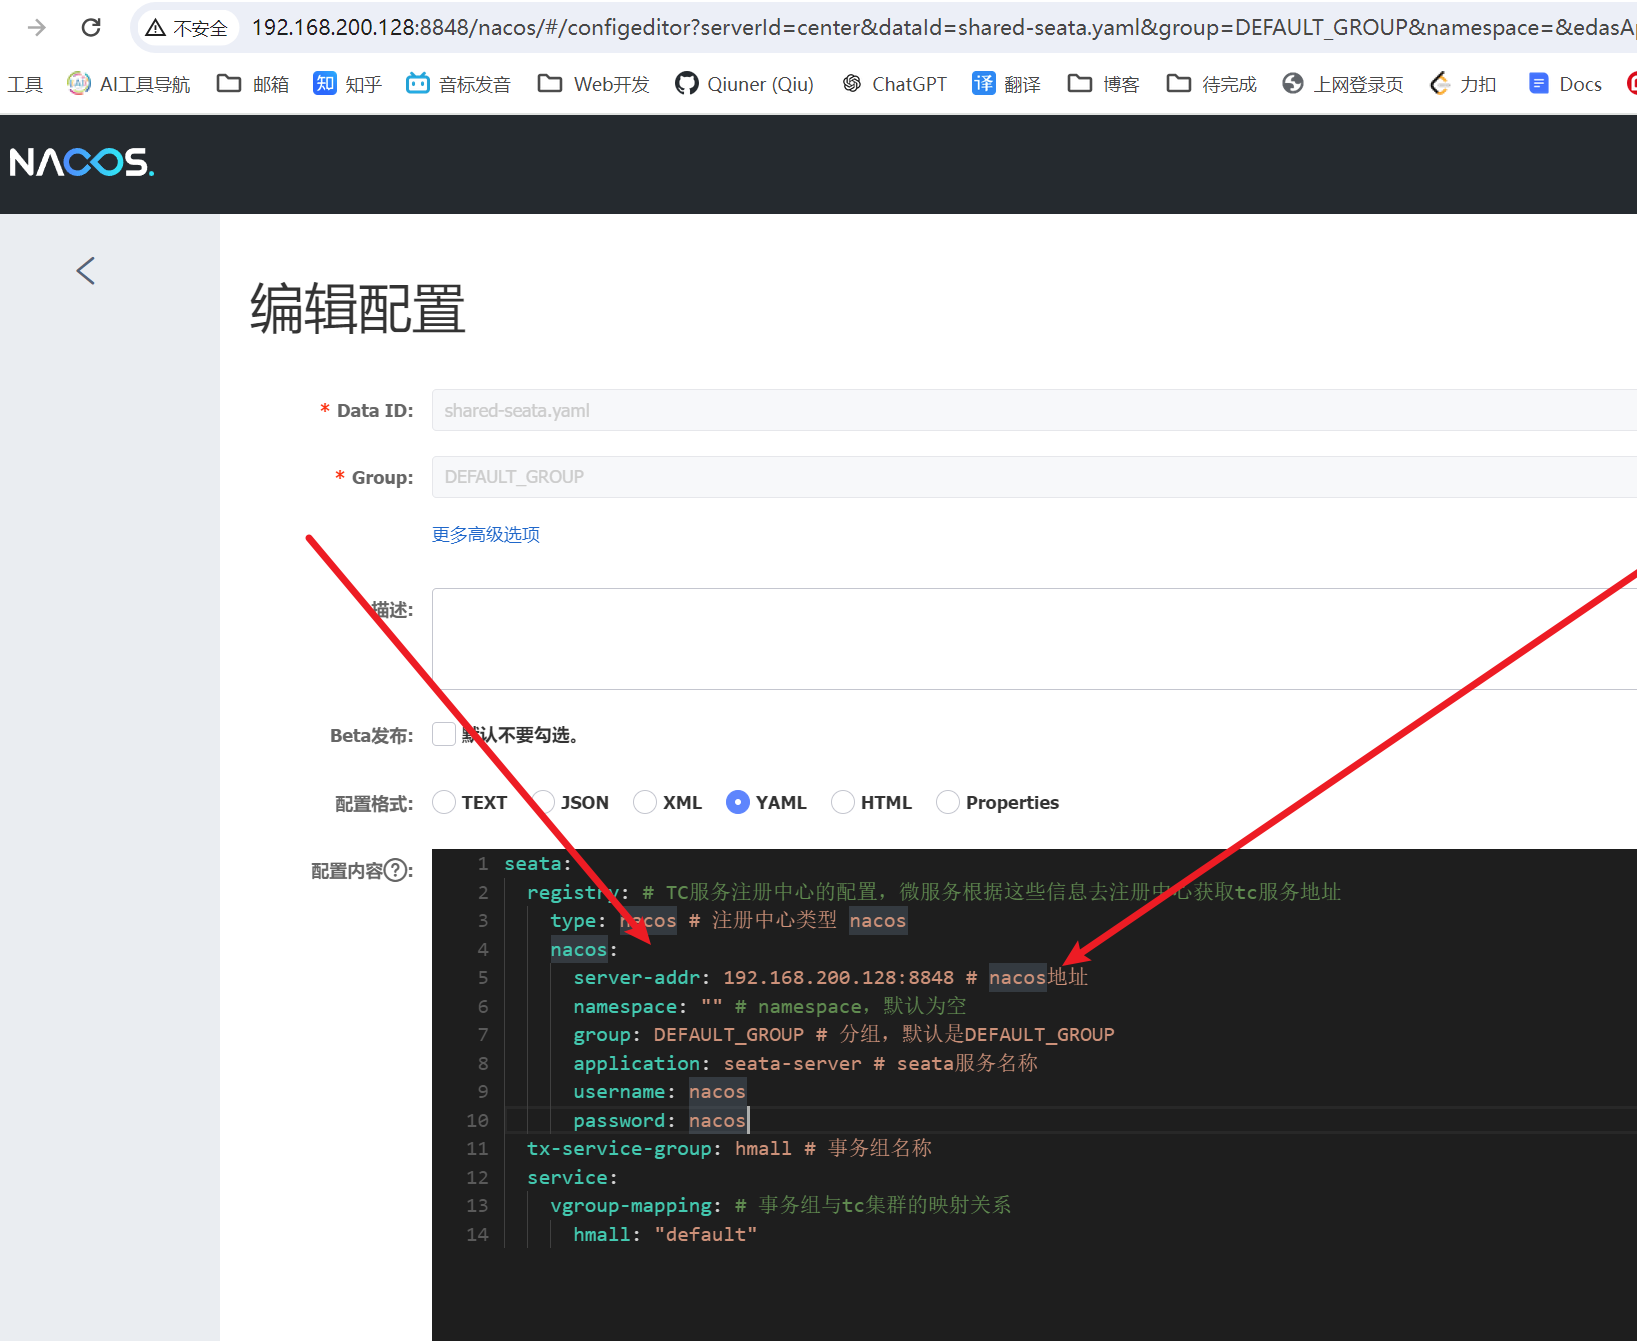 不安全 192.168.200.128:8848/nacos/#/configeditor?serverId=center&dataId=shared-seata.yaml&group=DEFAULT_GROUP&namespace=&edasA
工具 AI工具导航 邮箱 知 知乎 音标发音 Web开发 Qiuner (Qiu) ChatGPT 译 翻译 博客 待完成 上网登录页 力扣 Docs
NACOS.
编辑配置
* Data ID: shared-seata.yaml
* Group: DEFAULT_GROUP
更多高级选项
描述:
Beta发布: 默认不要勾选。
配置格式: TEXT JSON XML YAML HTML Properties
配置内容?:
1 seata:
2 registry: # TC服务注册中心的配置，微服务根据这些信息去注册中心获取tc服务地址
3 type: nacos # 注册中心类型 nacos
4 nacos:
5 server-addr: 192.168.200.128:8848 # nacos地址
6 namespace: "" # namespace，默认为空
7 group: DEFAULT_GROUP # 分组，默认是DEFAULT_GROUP
8 application: seata-server # seata服务名称
9 username: nacos
10 password: nacos
11 tx-service-group: hmall # 事务组名称
12 service:
13 vgroup-mapping: # 事务组与tc集群的映射关系
14 hmall: "default"